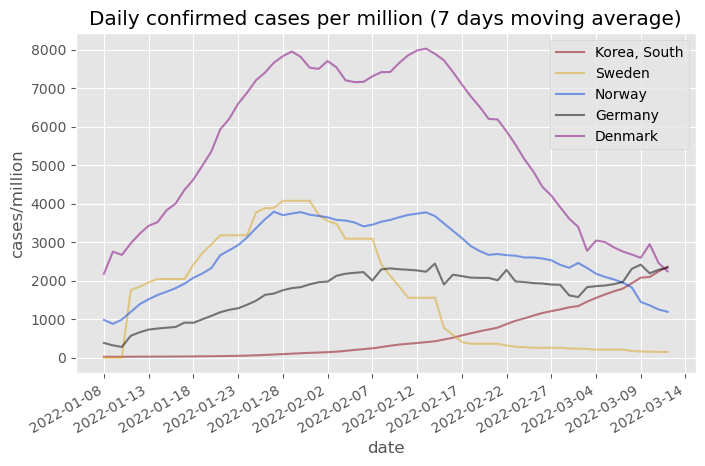 Daily confirmed cases per million (7 days moving average)
8000
7000
6000
5000
4000
3000
2000
1000
0
cases/million
Korea, South
Sweden
Norway
Germany
Denmark
2022-01-08
2022-01-13
2022-01-18
2022-01-23
2022-01-28
2022-02-02
2022-02-07
2022-02-12
2022-02-17
2022-02-22
2022-02-27
2022-03-04
2022-03-09
2022-03-14
date